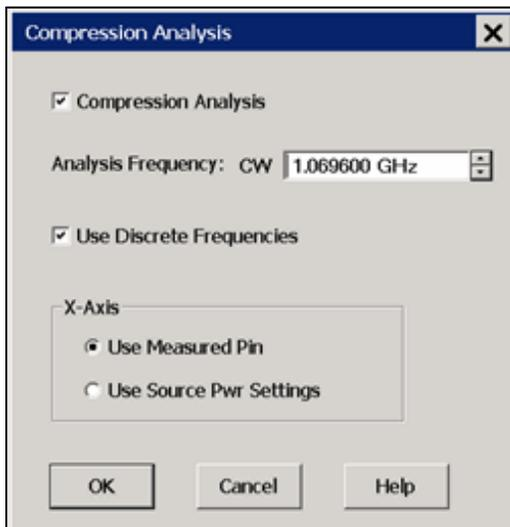 Compression Analysis
Compression Analysis
Analysis Frequency: CW 1.069600 GHz
Use Discrete Frequencies
X-Axis
Use Measured Pin
Use Source Pwr Settings
OK Cancel Help